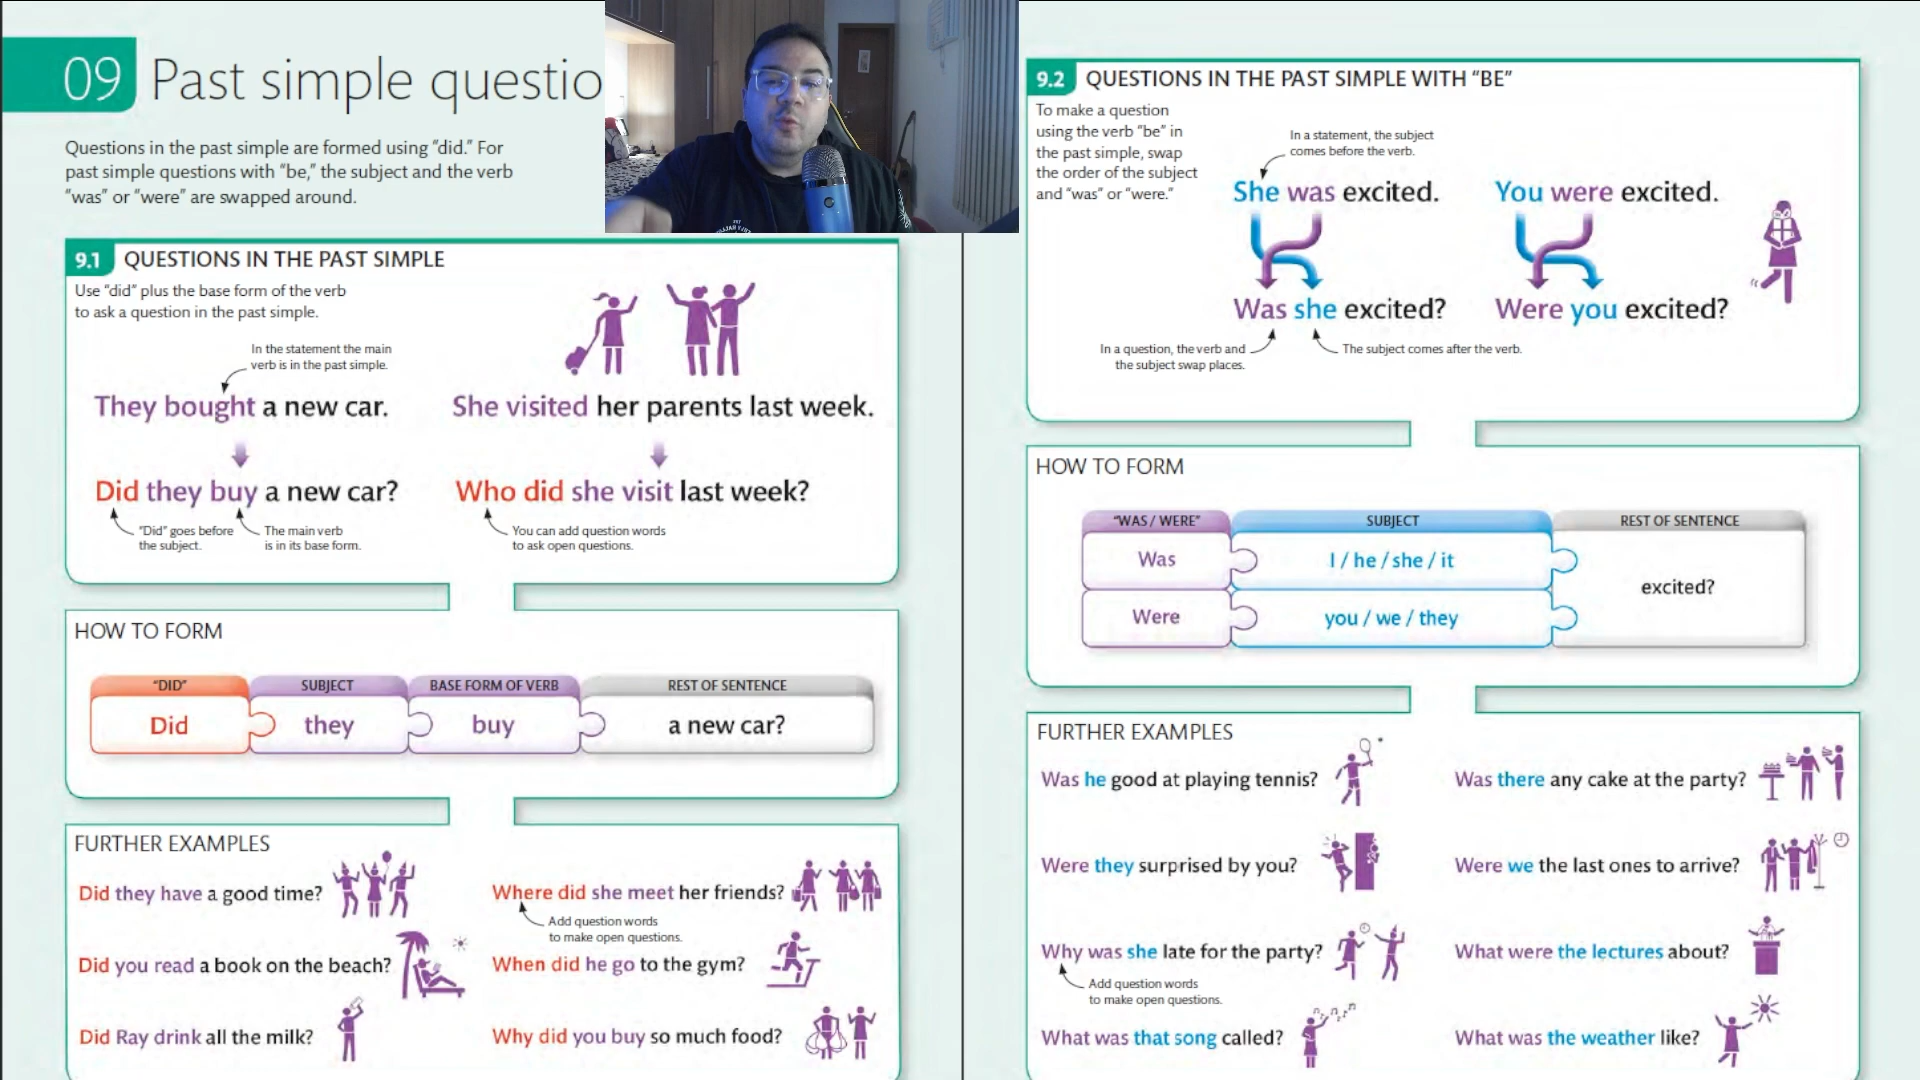 09 Past simple questio
Questions in the past simple are formed using "did." For
past simple questions with "be," the subject and the verb
"was" or "were" are swapped around.
9.1 QUESTIONS IN THE PAST SIMPLE
Use "did" plus the base form of the verb
to ask a question in the past simple.
In the statement the main
verb is in the past simple.
They bought a new car.
She visited her parents last week.
Did they buy a new car?
Who did she visit last week?
"Did" goes before
the subject.
The main verb
is in its base form.
You can add question words
to ask open questions.
HOW TO FORM
"DID" SUBJECT BASE FORM OF VERB REST OF SENTENCE
Did they buy a new car?
FURTHER EXAMPLES
Did they have a good time?
Where did she meet her friends?
Add question words
to make open questions.
Did you read a book on the beach?
When did he go to the gym?
Did Ray drink all the milk?
Why did you buy so much food?
9.2 QUESTIONS IN THE PAST SIMPLE WITH "BE"
To make a question
using the verb "be" in
the past simple, swap
the order of the subject
and "was" or "were."
In a statement, the subject
comes before the verb.
She was excited.
You were excited.
Was she excited?
Were you excited?
In a question, the verb and
the subject swap places.
The subject comes after the verb.
HOW TO FORM
"WAS / WERE" SUBJECT REST OF SENTENCE
Was I / he / she / it
excited?
Were you / we / they
FURTHER EXAMPLES
Was he good at playing tennis?
Was there any cake at the party?
Were they surprised by you?
Were we the last ones to arrive?
Why was she late for the party?
Add question words
to make open questions.
What were the lectures about?
What was that song called?
What was the weather like?